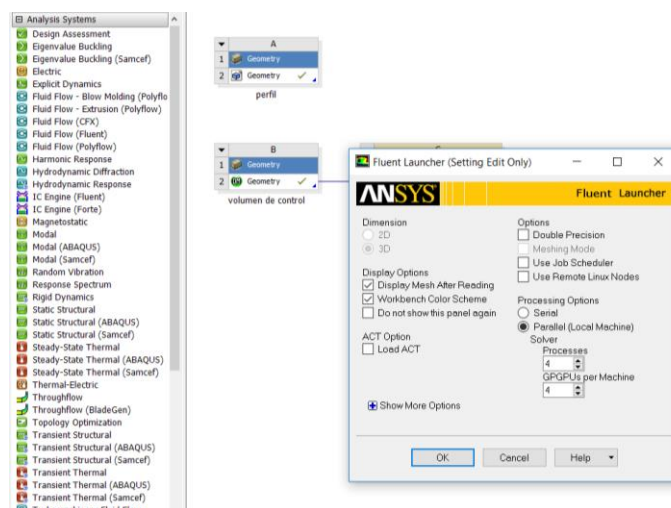 Analysis Systems
Design Assessment
Eigenvalue Buckling
Eigenvalue Buckling (Samcef)
Electric
Explicit Dynamics
Fluid Flow - Blow Molding (Polyflo
Fluid Flow - Extrusion (Polyflow)
Fluid Flow (CFX)
Fluid Flow (Fluent)
Fluid Flow (Polyflow)
Harmonic Response
Hydrodynamic Diffraction
Hydrodynamic Response
IC Engine (Fluent)
IC Engine (Forte)
Magnetostatic
Modal
Modal (ABAQUS)
Modal (Samcef)
Random Vibration
Response Spectrum
Rigid Dynamics
Static Structural
Static Structural (ABAQUS)
Static Structural (Samcef)
Steady-State Thermal
Steady-State Thermal (ABAQUS)
Steady-State Thermal (Samcef)
Thermal-Electric
Throughflow
Throughflow (BladeGen)
Topology Optimization
Transient Structural
Transient Structural (ABAQUS)
Transient Structural (Samcef)
Transient Thermal
Transient Thermal (ABAQUS)
Transient Thermal (Samcef)
A
1 Geometry
2 Geometry
perfil
B
1 Geometry
2 Geometry
volumen de control
Fluent Launcher (Setting Edit Only)
ANSYS
Fluent Launcher
Dimension
2D
3D
Display Options
Display Mesh After Reading
Workbench Color Scheme
Do not show this panel again
ACT Option
Load ACT
Show More Options
Options
Double Precision
Meshing Mode
Use Job Scheduler
Use Remote Linux Nodes
Processing Options
Serial
Parallel (Local Machine)
Solver
Processes
4
GPGPUs per Machine
4
OK
Cancel
Help